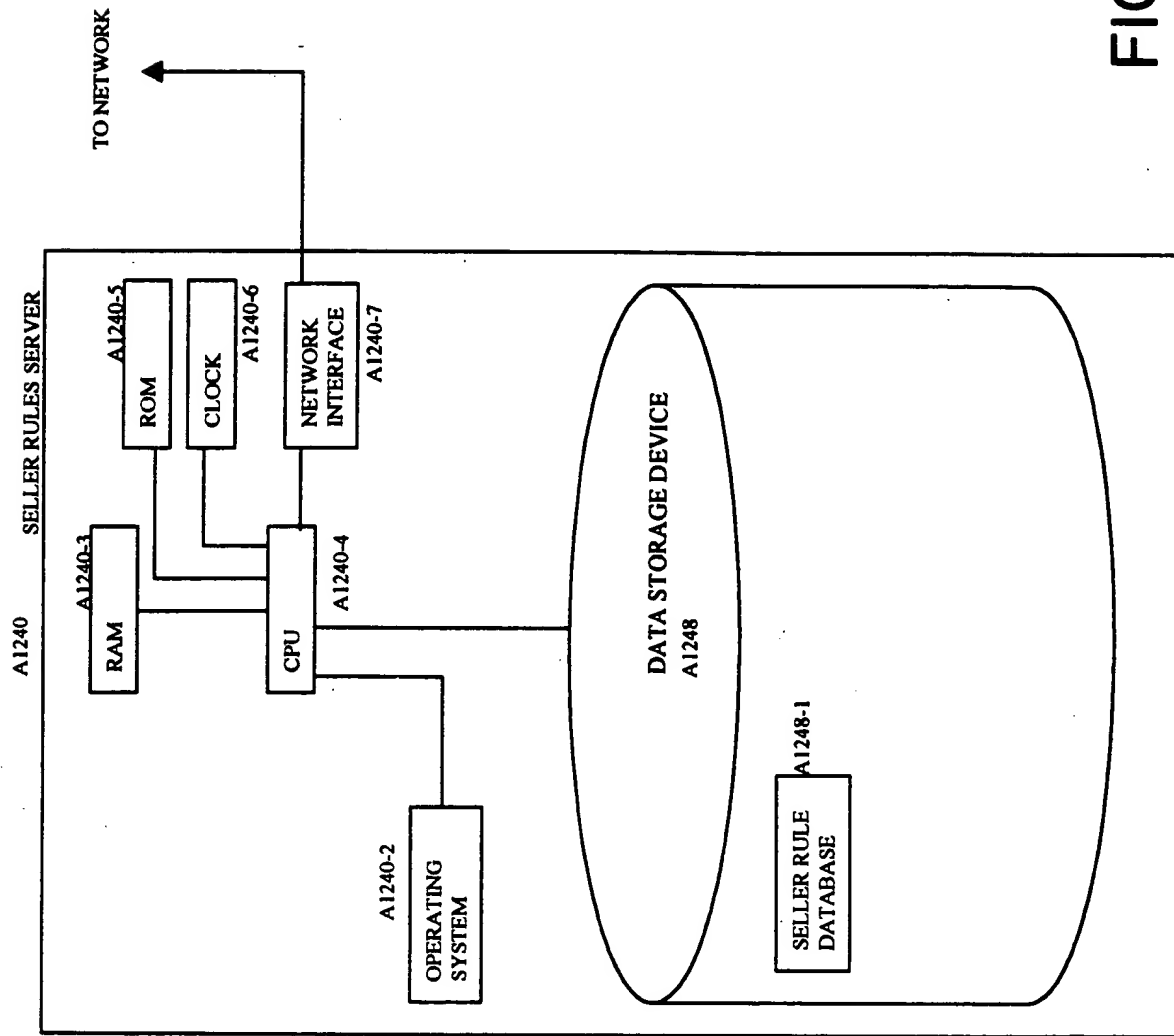 A1240
SELLER RULES SERVER
TO NETWORK
A1240-3
RAM
A1240-5
ROM
CLOCK
A1240-6
CPU
A1240-4
NETWORK
INTERFACE
A1240-7
A1240-2
OPERATING
SYSTEM
DATA STORAGE DEVICE
A1248
A1248-1
SELLER RULE
DATABASE